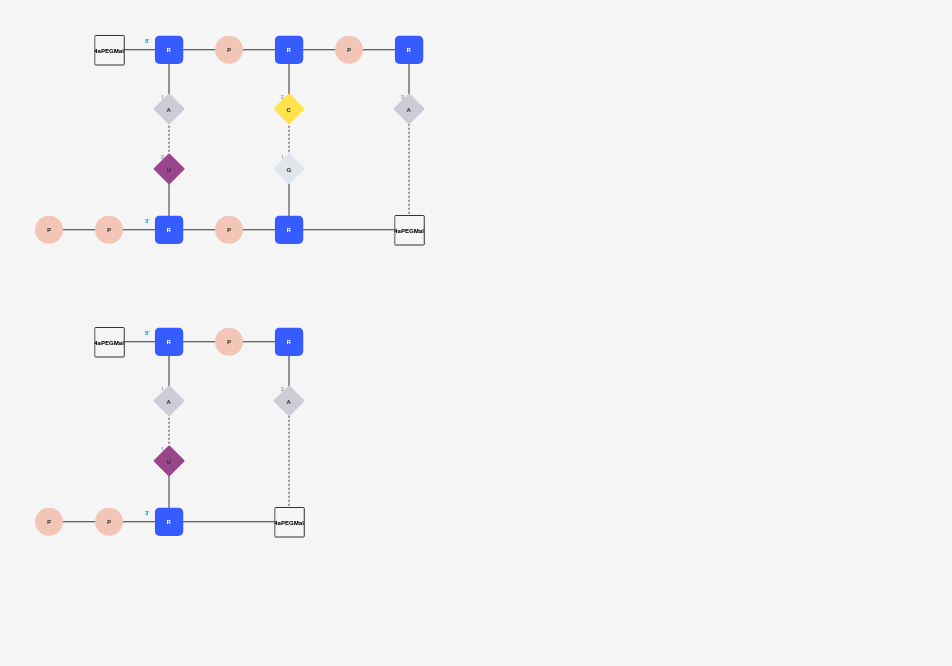 4aPEGMal 5' R P R P R
1 A 2 C 3 A
2 U 1 G
P P 3' R P R 4aPEGMal
4aPEGMal 5' R P R
1 A 2 A
1 U
P P 3' R 4aPEGMal